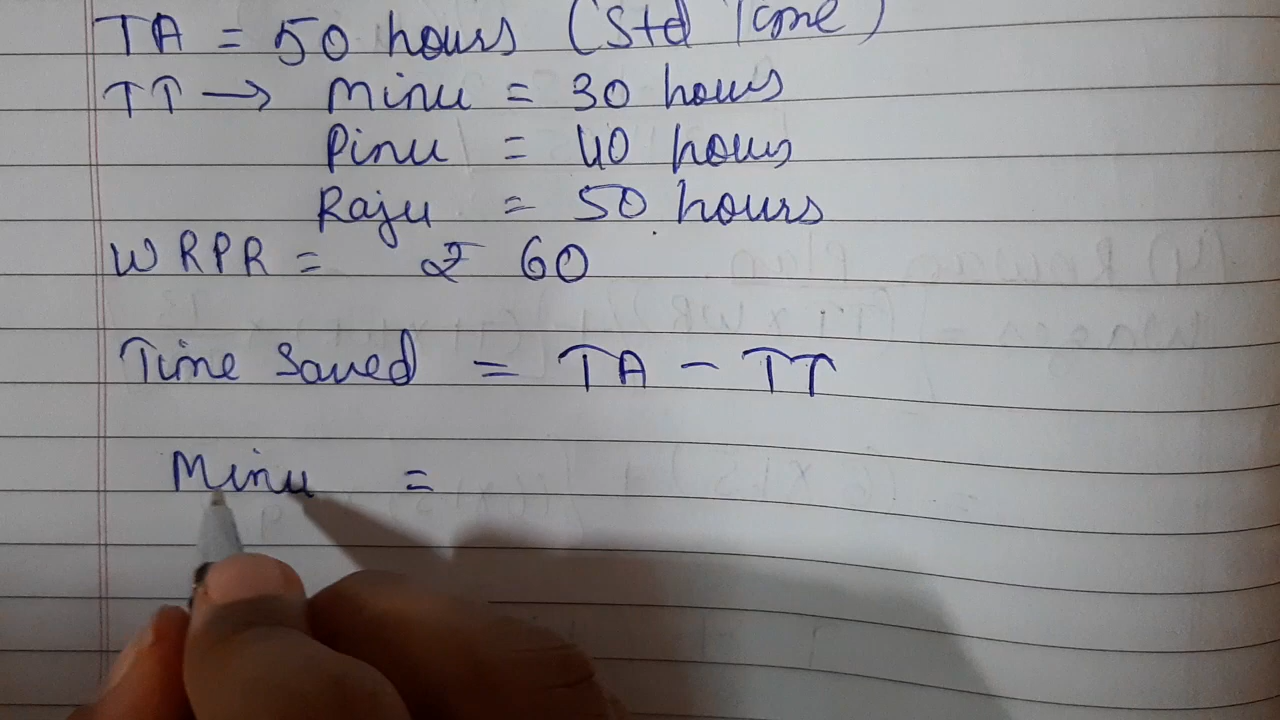 TA = 50 hours (Std Time)
TT → Minu = 30 hours
Pinu = 40 hours
Raju = 50 hours
WRPR = ₹ 60
Time Saved = TA - TT
Minu =